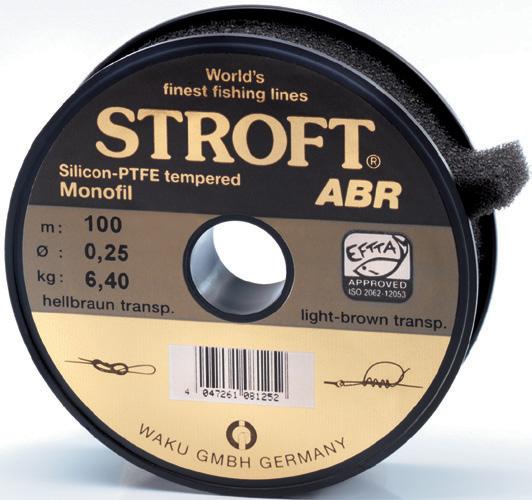 World's
finest fishing lines
STROFT®
Silicon-PTFE tempered
Monofil
ABR
m: 100
Ø : 0,25
kg: 6,40
hellbraun transp.
EFTTA
APPROVED
ISO 2062-12053
light-brown transp.
4 047261 081252
WAKU GMBH GERMANY